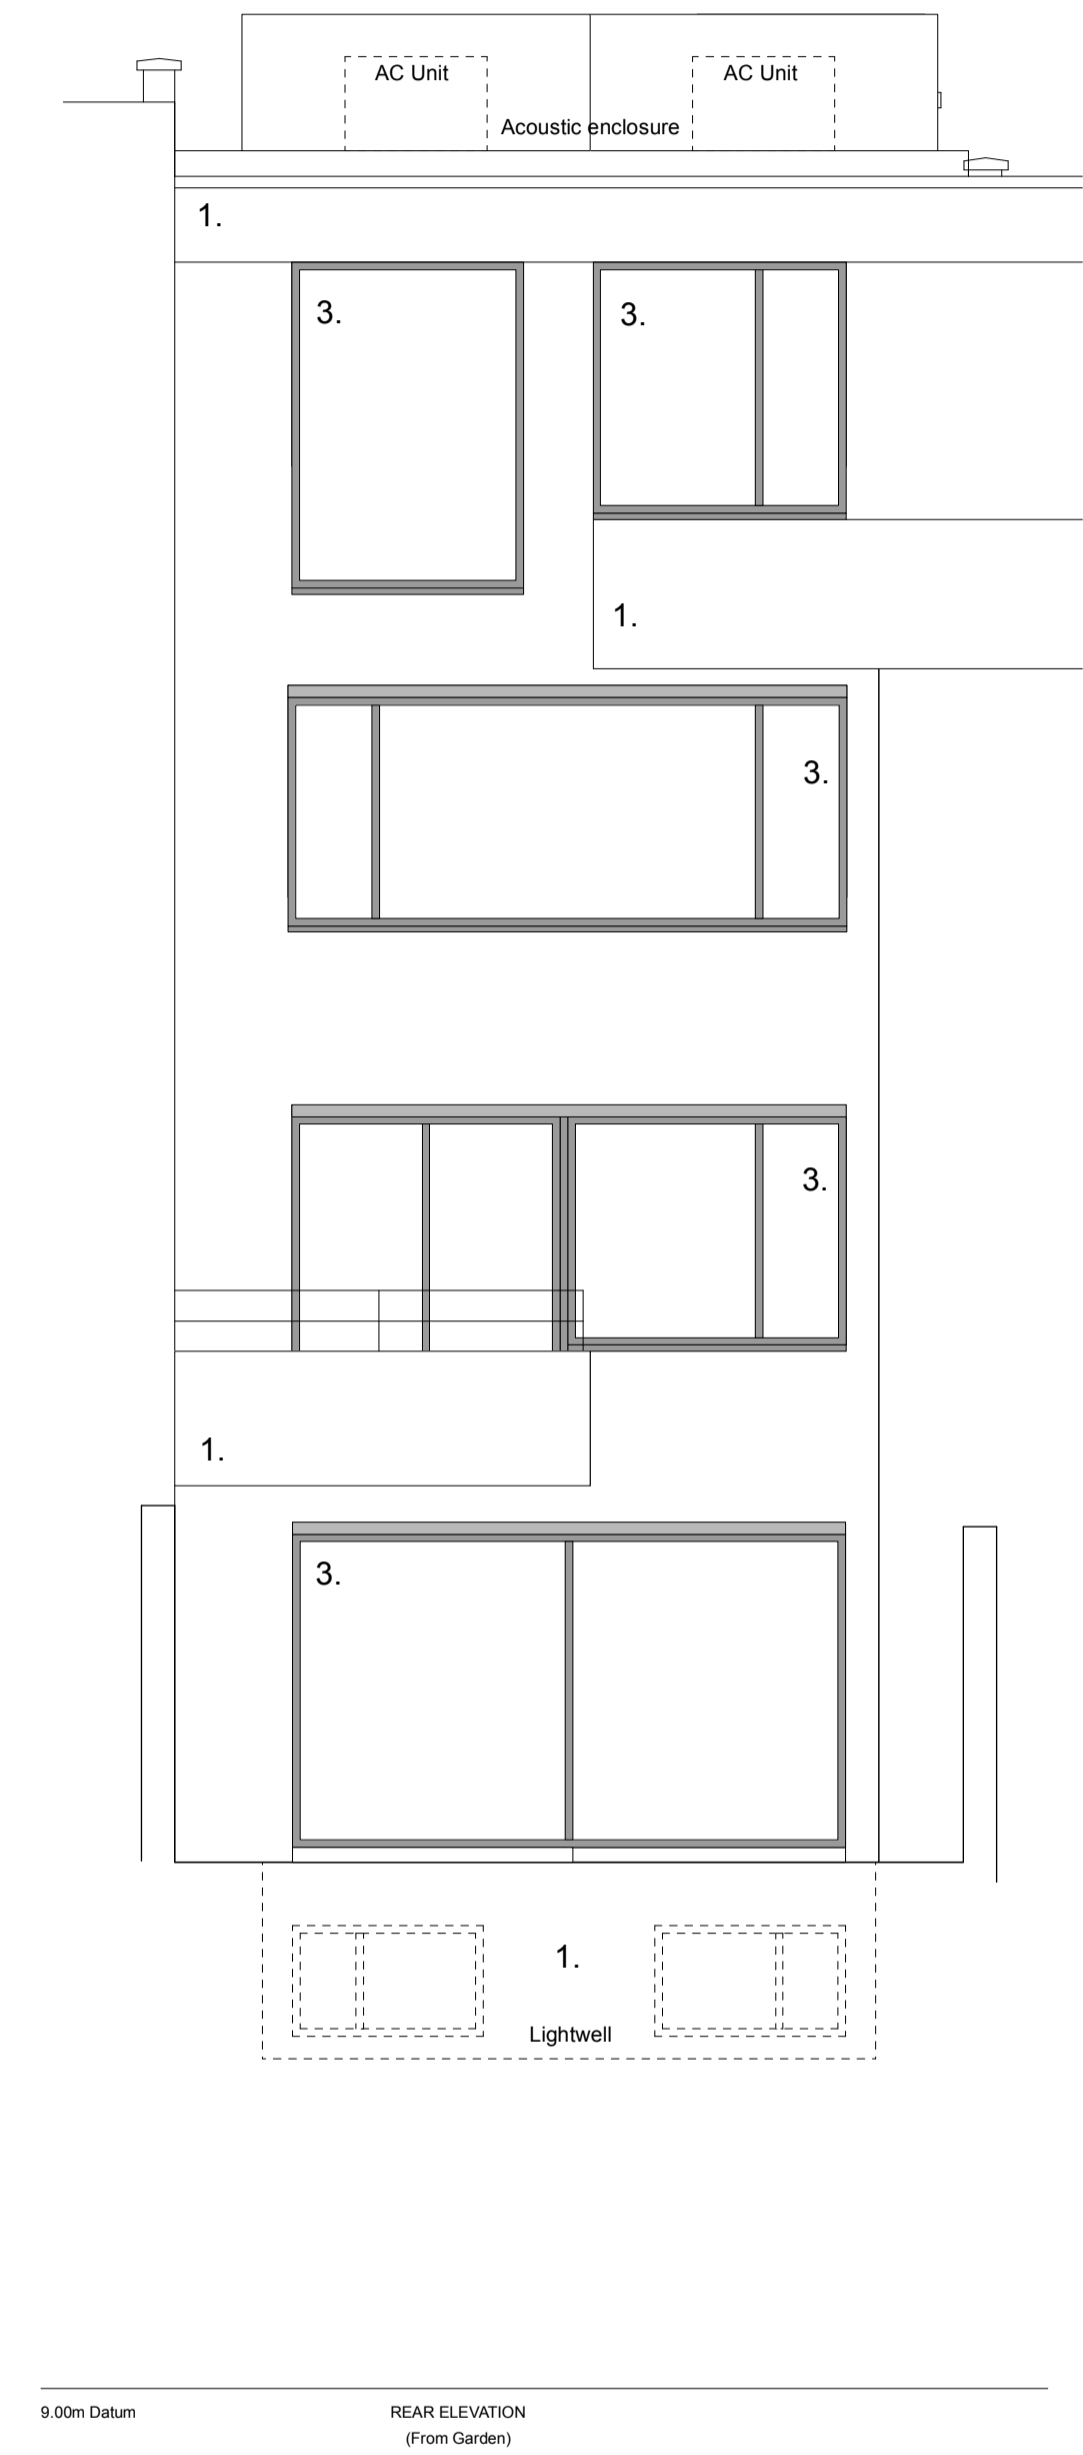 AC Unit
AC Unit
Acoustic enclosure
1.
3.
3.
1.
3.
3.
1.
3.
1.
Lightwell
9.00m Datum
REAR ELEVATION
(From Garden)